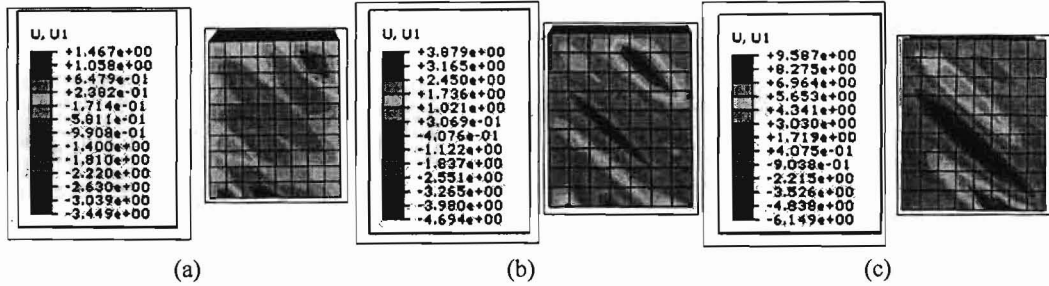 U, U1
+1.467e+00
+1.058e+00
+6.479e-01
+2.382e-01
-1.714e-01
-5.811e-01
-9.908e-01
-1.400e+00
-1.810e+00
-2.220e+00
-2.630e+00
-3.039e+00
-3.449e+00
(a)
U, U1
+3.879e+00
+3.165e+00
+2.450e+00
+1.736e+00
+1.021e+00
+3.069e-01
-4.076e-01
-1.122e+00
-1.837e+00
-2.551e+00
-3.265e+00
-3.980e+00
-4.694e+00
(b)
U, U1
+9.587e+00
+8.275e+00
+6.964e+00
+5.653e+00
+4.341e+00
+3.030e+00
+1.719e+00
+4.075e-01
-9.038e-01
-2.215e+00
-3.526e+00
-4.838e+00
-6.149e+00
(c)